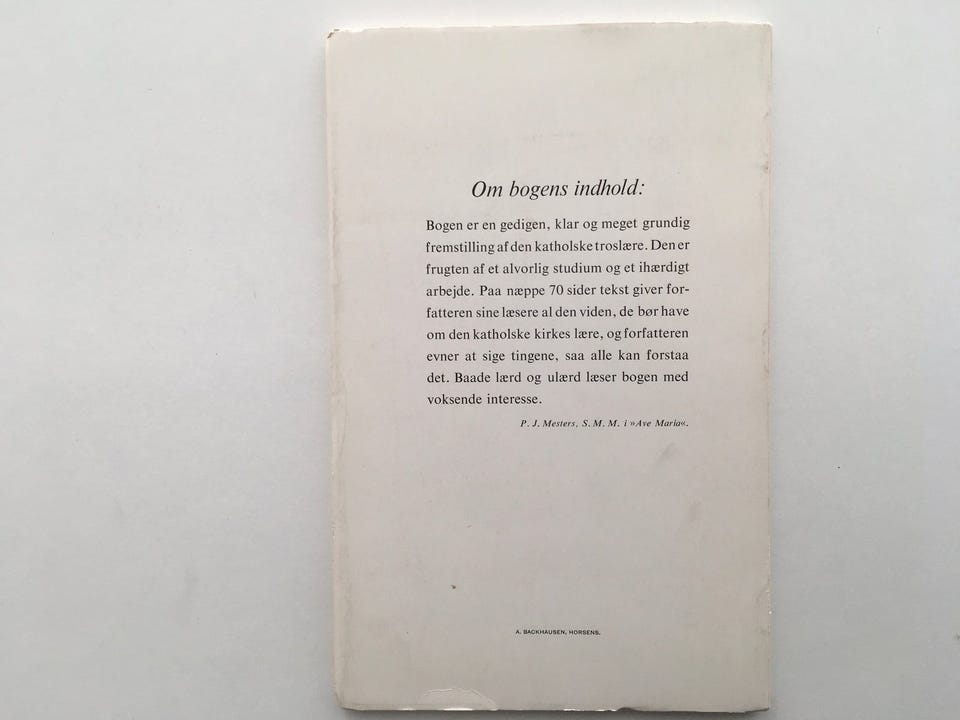 Om bogens indhold:
Bogen er en gedigen, klar og meget grundig
fremstilling af den katholske troslære. Den er
frugten af et alvorlig studium og et ihærdigt
arbejde. Paa næppe 70 sider tekst giver for-
fatteren sine læsere al den viden, de bør have
om den katholske kirkes lære, og forfatteren
evner at sige tingene, saa alle kan forstaa
det. Baade lærd og ulærd læser bogen med
voksende interesse.
P. J. Mesters, S. M. M. i »Ave Maria«.
A. BACKHAUSEN, HORSENS.